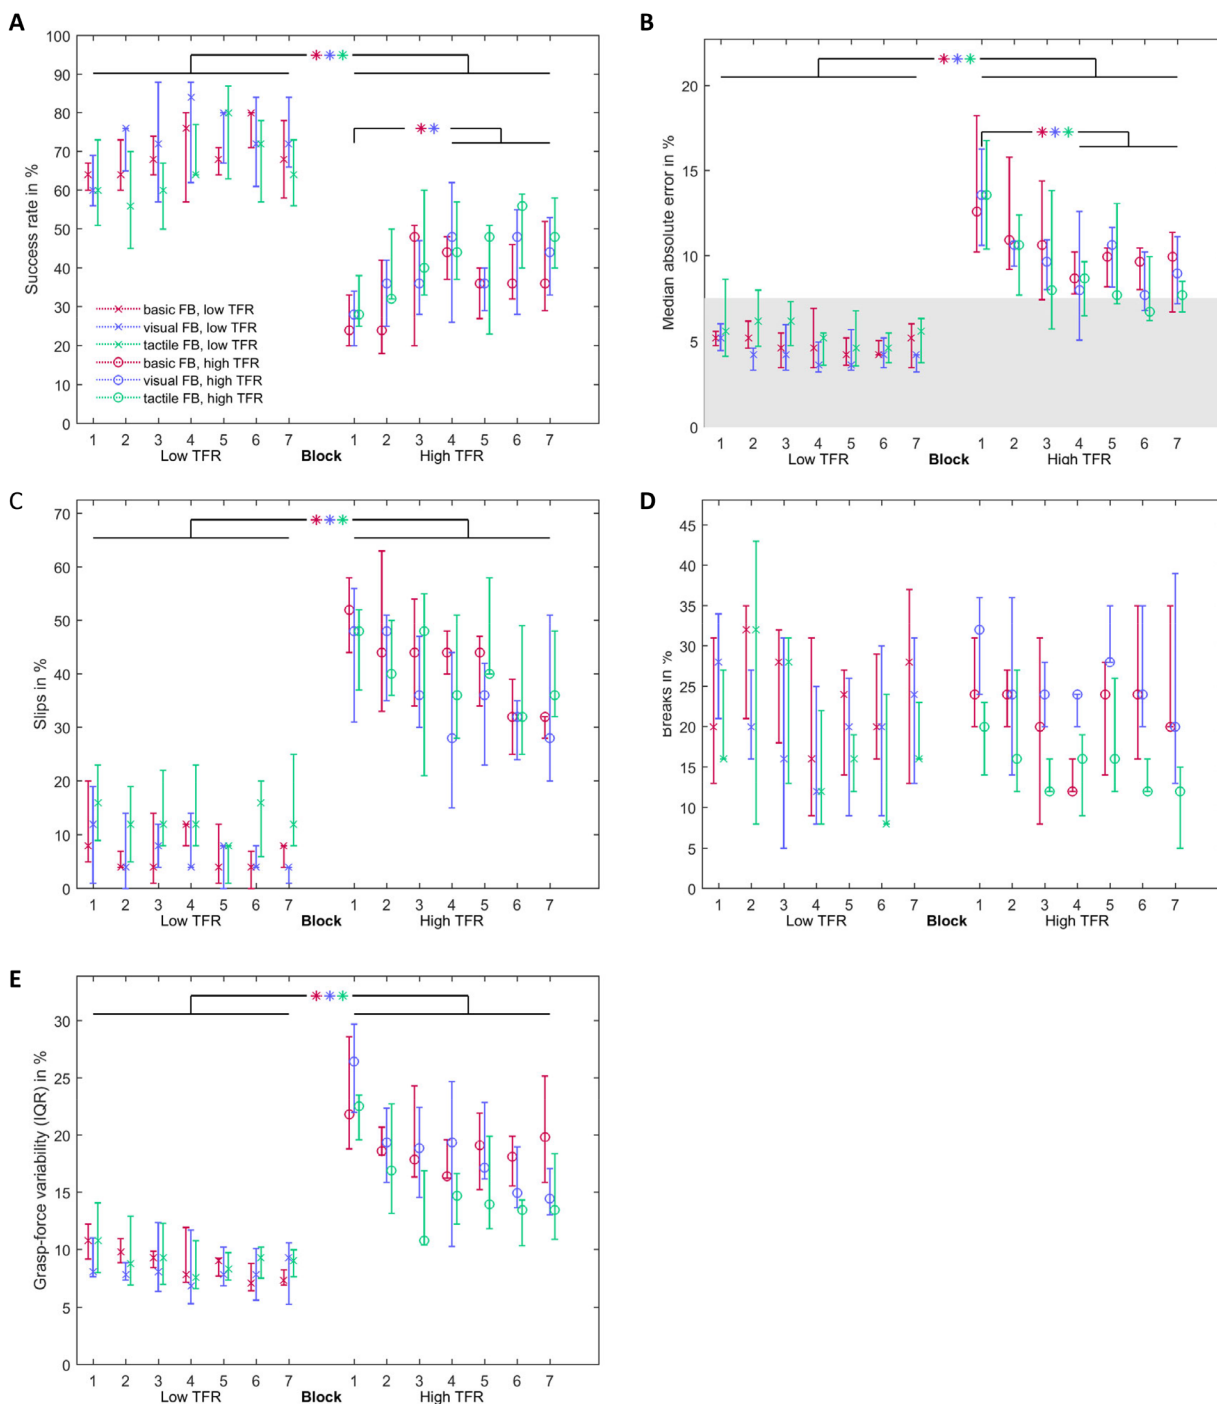 A
Success rate in %
100
90
80
70
60
50
40
30
20
10
0
basic FB, low TFR
visual FB, low TFR
tactile FB, low TFR
basic FB, high TFR
visual FB, high TFR
tactile FB, high TFR
1 2 3 4 5 6 7 1 2 3 4 5 6 7
Low TFR Block High TFR
B
Median absolute error in %
20
15
10
5
0
1 2 3 4 5 6 7 1 2 3 4 5 6 7
Low TFR Block High TFR
C
Slips in %
70
60
50
40
30
20
10
0
1 2 3 4 5 6 7 1 2 3 4 5 6 7
Low TFR Block High TFR
D
Breaks in %
45
40
35
30
25
20
15
10
5
0
1 2 3 4 5 6 7 1 2 3 4 5 6 7
Low TFR Block High TFR
E
Grasp-force variability (IQR) in %
30
25
20
15
10
5
0
1 2 3 4 5 6 7 1 2 3 4 5 6 7
Low TFR Block High TFR